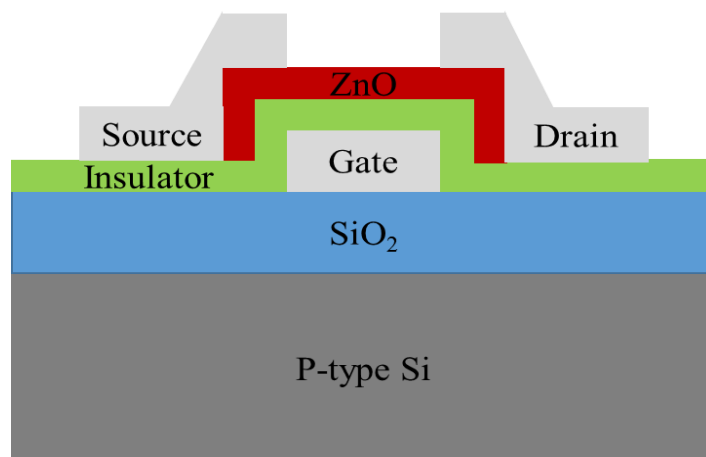 ZnO
Source
Drain
Gate
Insulator
SiO₂
P-type Si